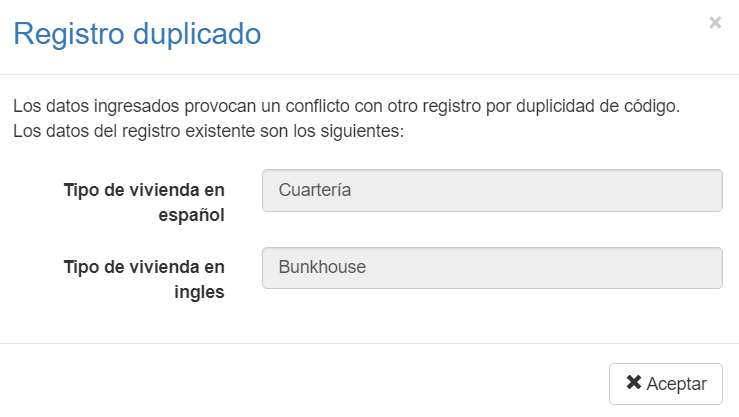 Registro duplicado
×
Los datos ingresados provocan un conflicto con otro registro por duplicidad de código.
Los datos del registro existente son los siguientes:
Tipo de vivienda en
español
Cuartería
Tipo de vivienda en
ingles
Bunkhouse
✖ Aceptar